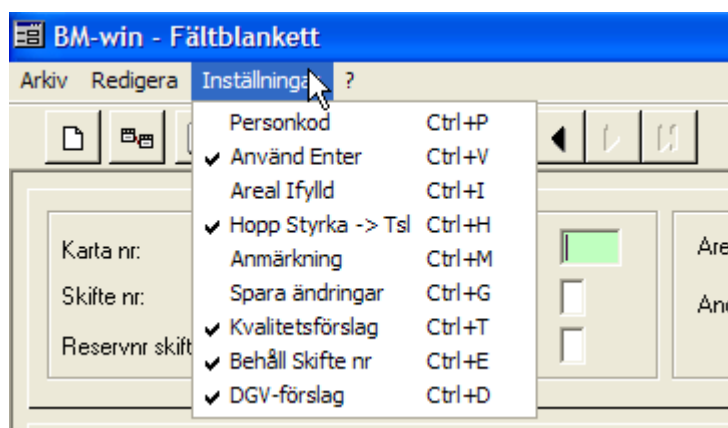 BM-win - Fältblankett
Arkiv Redigera Inställningar ?
Personkod Ctrl+P
Använd Enter Ctrl+V
Areal Ifylld Ctrl+I
Hopp Styrka -> Tsl Ctrl+H
Anmärkning Ctrl+M
Spara ändringar Ctrl+G
Kvalitetsförslag Ctrl+T
Behåll Skifte nr Ctrl+E
DGV-förslag Ctrl+D
Karta nr: Are
Skifte nr: And
Reservnr skift